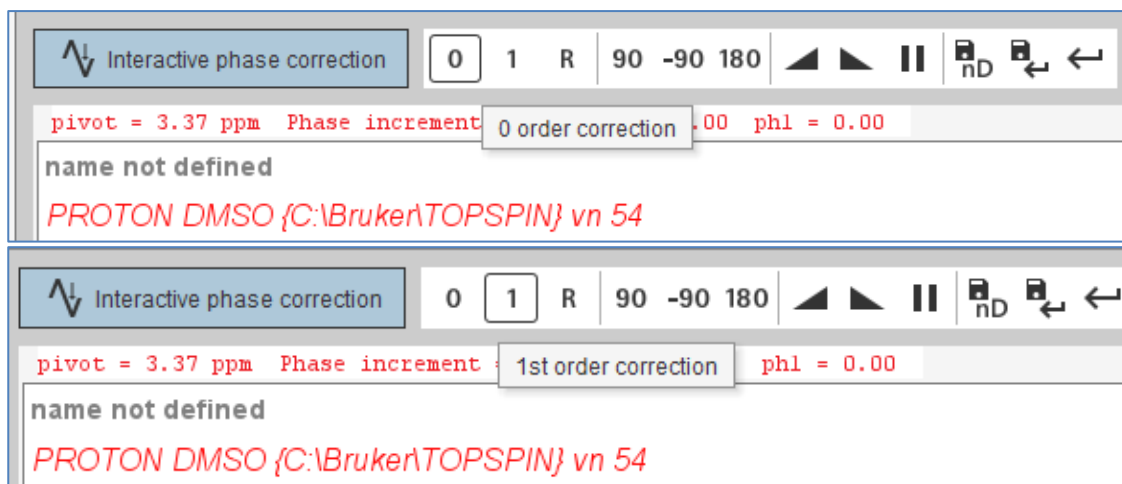 Interactive phase correction 0 1 R 90 -90 180 nD
pivot = 3.37 ppm Phase increment 0 order correction .00 ph1 = 0.00
name not defined
PROTON DMSO {C:\Bruker\TOPSPIN} vn 54
Interactive phase correction 0 1 R 90 -90 180 nD
pivot = 3.37 ppm Phase increment 1st order correction ph1 = 0.00
name not defined
PROTON DMSO {C:\Bruker\TOPSPIN} vn 54